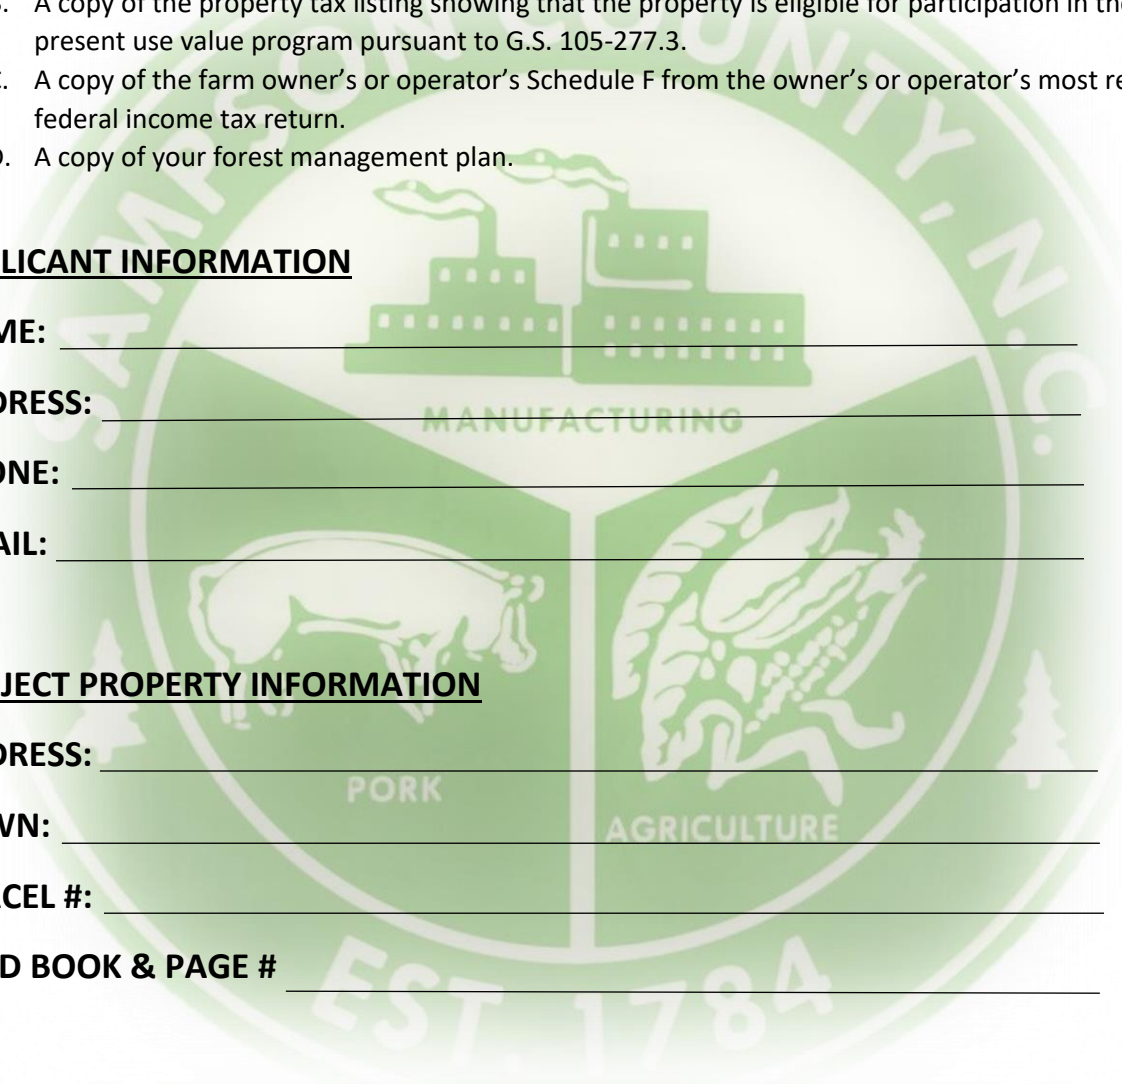 A copy of the property tax listing showing that the property is eligible for participation in the
present use value program pursuant to G.S. 105-277.3.
C. A copy of the farm owner's or operator's Schedule F from the owner's or operator's most re
federal income tax return.
D. A copy of your forest management plan.
LICANT INFORMATION
ME:
DRESS:
ONE:
AIL:
JECT PROPERTY INFORMATION
DRESS:
WN:
CEL #:
D BOOK & PAGE #
SAMPSON COUNTY, N.C.
MANUFACTURING
PORK
AGRICULTURE
EST. 1784